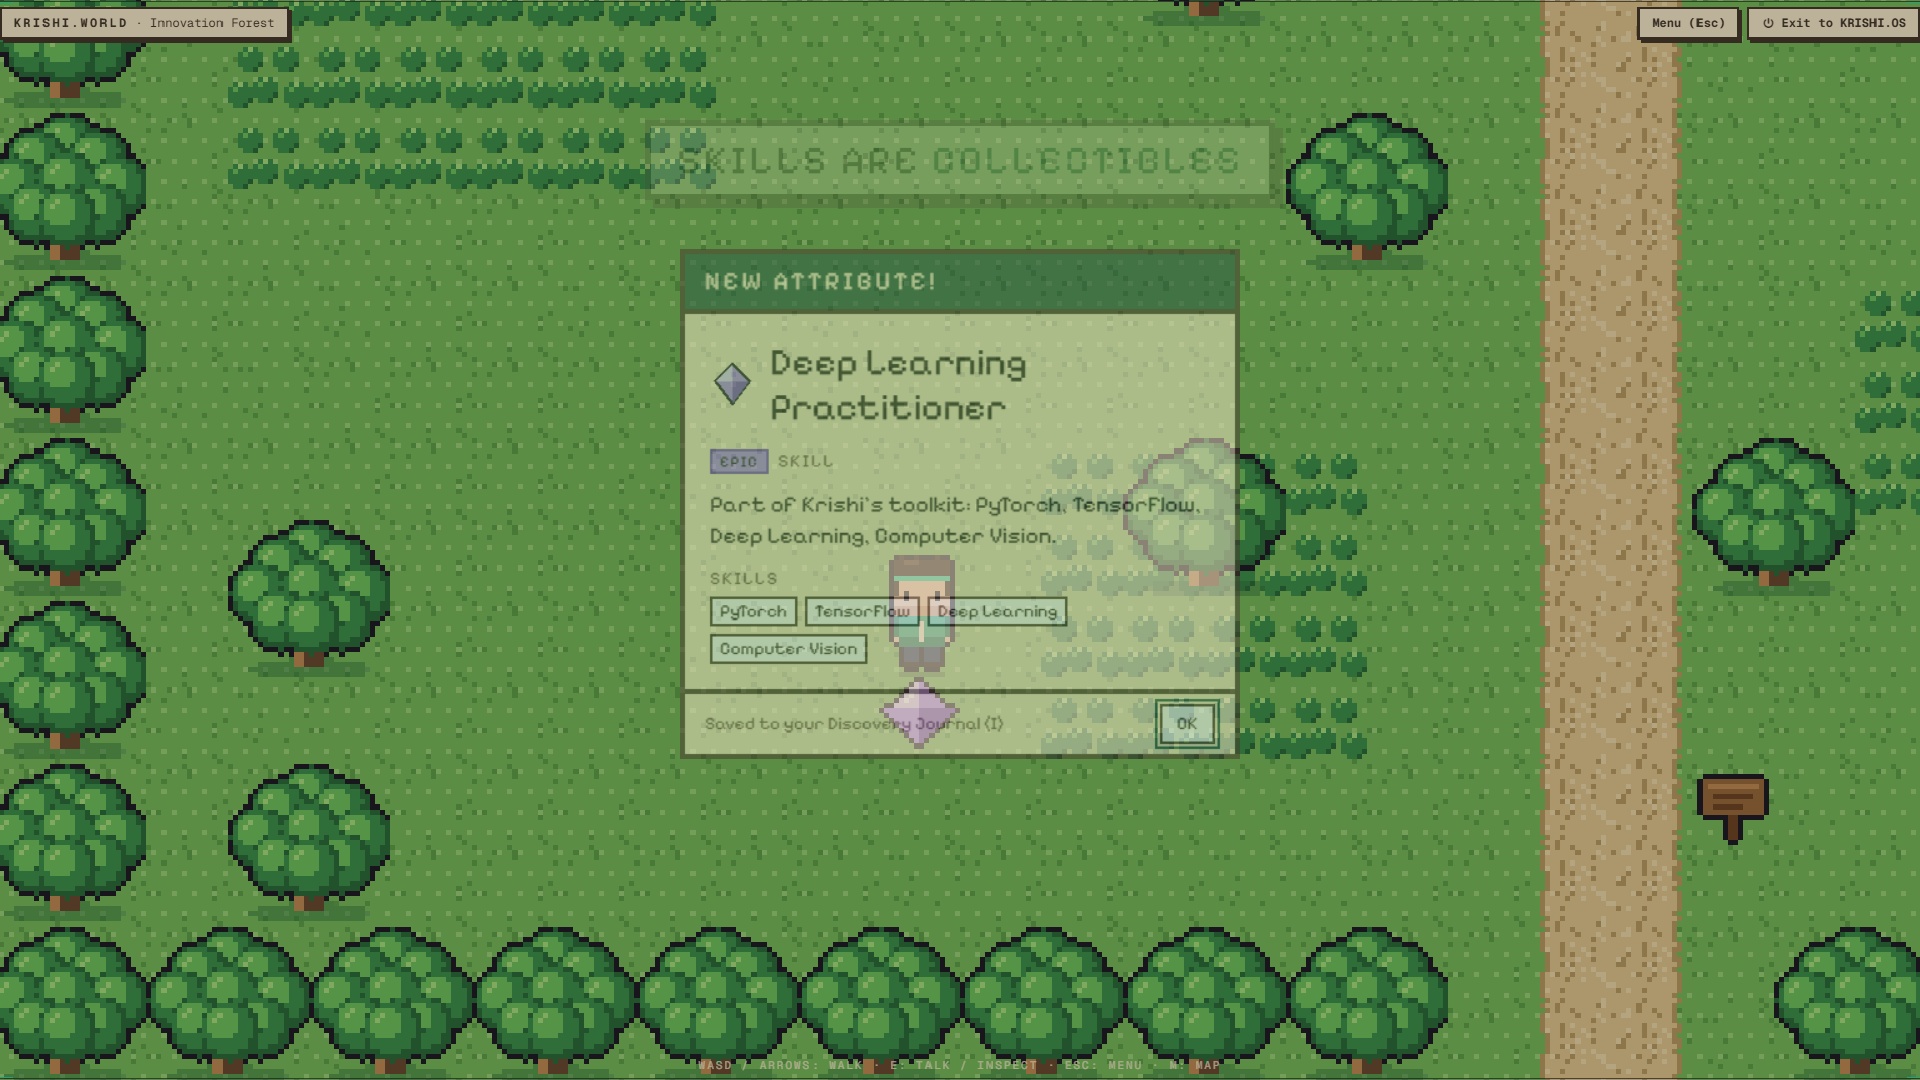 KRISHI.WORLD · Innovation Forest
Menu (Esc)
Exit to KRISHI.OS
SKILLS ARE COLLECTIBLES
NEW ATTRIBUTE!
Deep Learning
Practitioner
EPIC SKILL
Part of Krishi's toolkit: PyTorch, TensorFlow,
Deep Learning, Computer Vision.
SKILLS
PyTorch TensorFlow Deep Learning
Computer Vision
Saved to your Discovery Journal (I)
OK
WASD / ARROWS: WALK · E: TALK / INSPECT · ESC: MENU · M: MAP